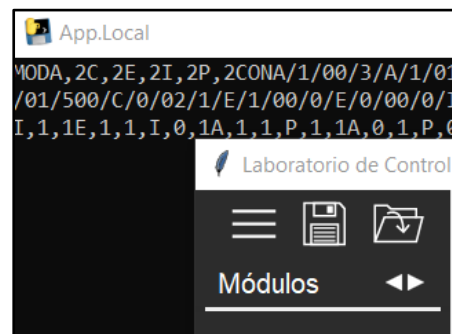 App.Local
MODA,2C,2E,2I,2P,2CONA/1/00/3/A/1/01
/01/500/C/0/02/1/E/1/00/0/E/0/00/0/I
I,1,1E,1,1,I,0,1A,1,1,P,1,1A,0,1,P,0
Laboratorio de Control
Módulos